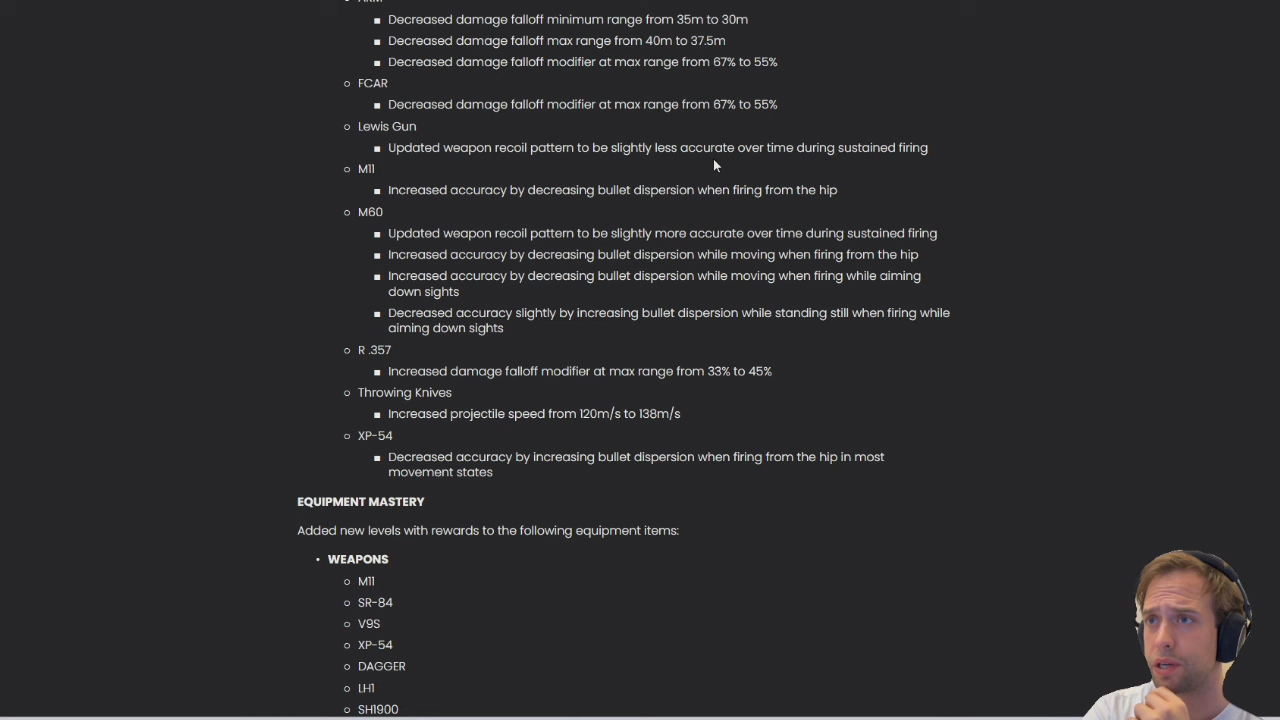 Decreased damage falloff minimum range from 35m to 30m
Decreased damage falloff max range from 40m to 37.5m
Decreased damage falloff modifier at max range from 67% to 55%
FCAR
Decreased damage falloff modifier at max range from 67% to 55%
Lewis Gun
Updated weapon recoil pattern to be slightly less accurate over time during sustained firing
M11
Increased accuracy by decreasing bullet dispersion when firing from the hip
M60
Updated weapon recoil pattern to be slightly more accurate over time during sustained firing
Increased accuracy by decreasing bullet dispersion while moving when firing from the hip
Increased accuracy by decreasing bullet dispersion while moving when firing while aiming
down sights
Decreased accuracy slightly by increasing bullet dispersion while standing still when firing while
aiming down sights
R .357
Increased damage falloff modifier at max range from 33% to 45%
Throwing Knives
Increased projectile speed from 120m/s to 138m/s
XP-54
Decreased accuracy by increasing bullet dispersion when firing from the hip in most
movement states
EQUIPMENT MASTERY
Added new levels with rewards to the following equipment items:
WEAPONS
M11
SR-84
V9S
XP-54
DAGGER
LH1
SH1900